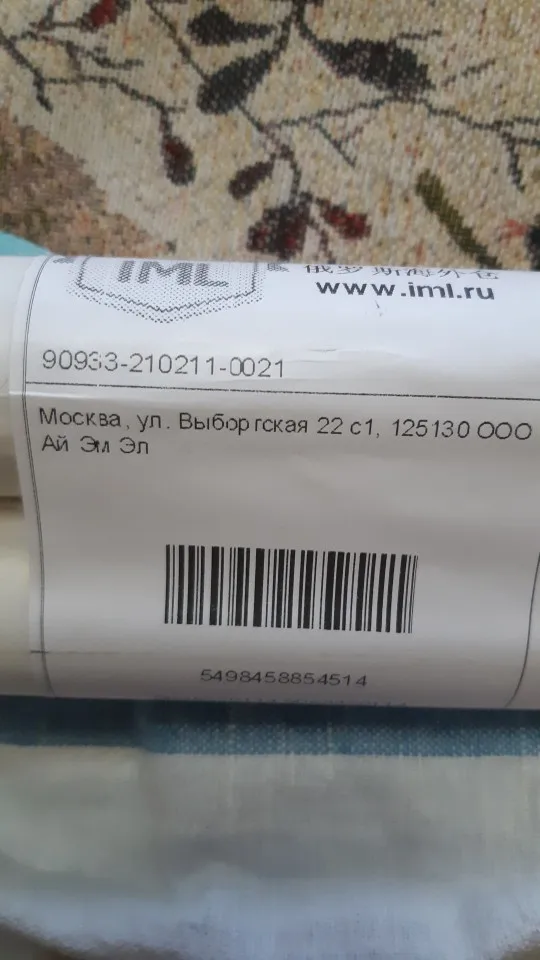 IML
俄罗斯海外仓
www.iml.ru
90933-210211-0021
Москва, ул. Выборгская 22 с1, 125130 ООО
Ай Эм Эл
5498458854514